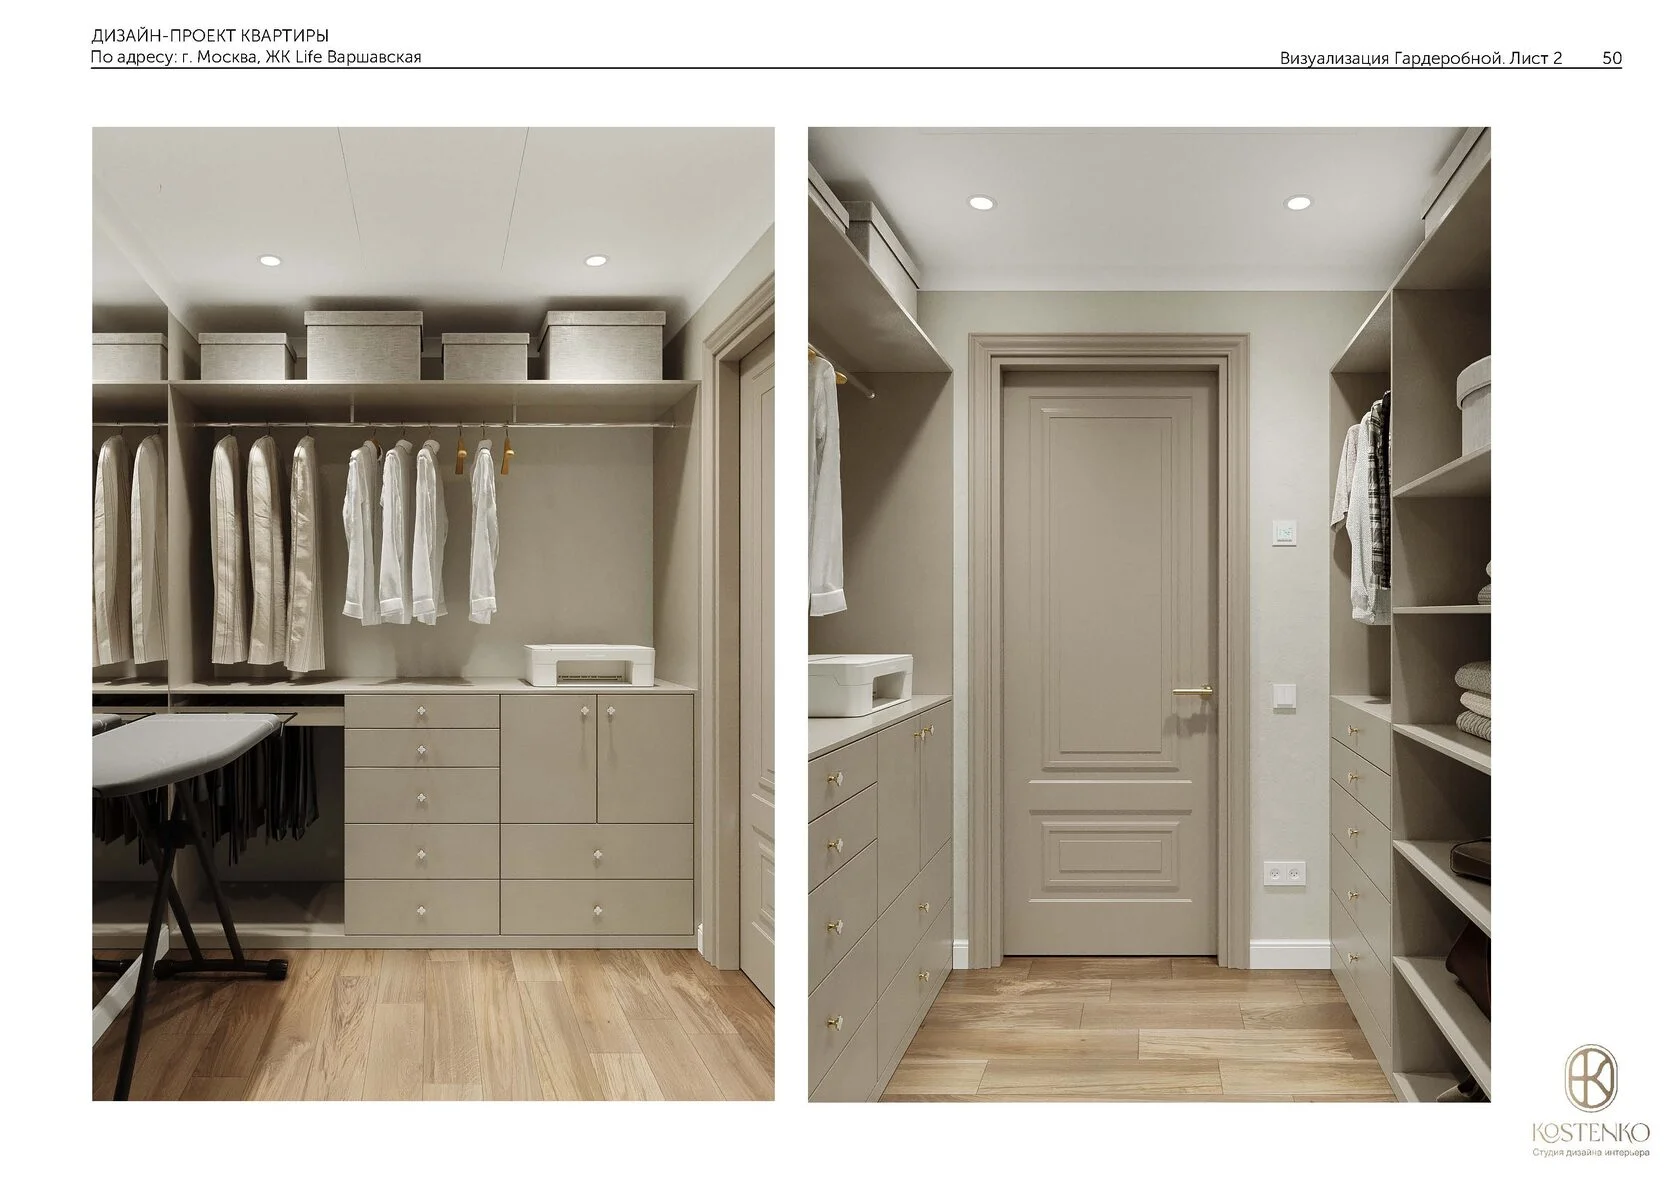 ДИЗАЙН-ПРОЕКТ КВАРТИРЫ
По адресу: г. Москва, ЖК Life Варшавская
Визуализация Гардеробной. Лист 2 50
KOSTENKO
Студия дизайна интерьера